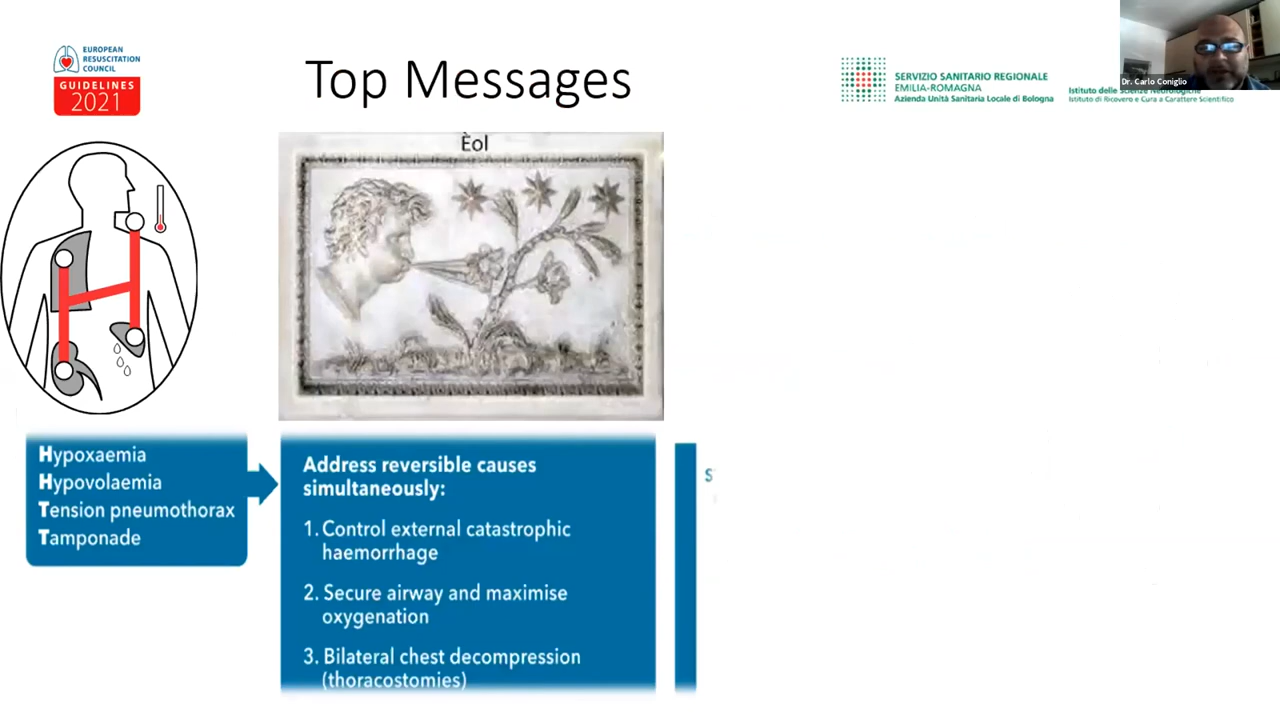 EUROPEAN
RESUSCITATION
COUNCIL
GUIDELINES
2021
Top Messages
SERVIZIO SANITARIO REGIONALE
EMILIA-ROMAGNA
Azienda Unità Sanitaria Locale di Bologna
Istituto delle Scienze Neurologiche
Istituto di Ricovero e Cura a Carattere Scientifico
Dr. Carlo Coniglio
Èol
Hypoxaemia
Hypovolaemia
Tension pneumothorax
Tamponade
Address reversible causes
simultaneously:
1. Control external catastrophic
haemorrhage
2. Secure airway and maximise
oxygenation
3. Bilateral chest decompression
(thoracostomies)
S